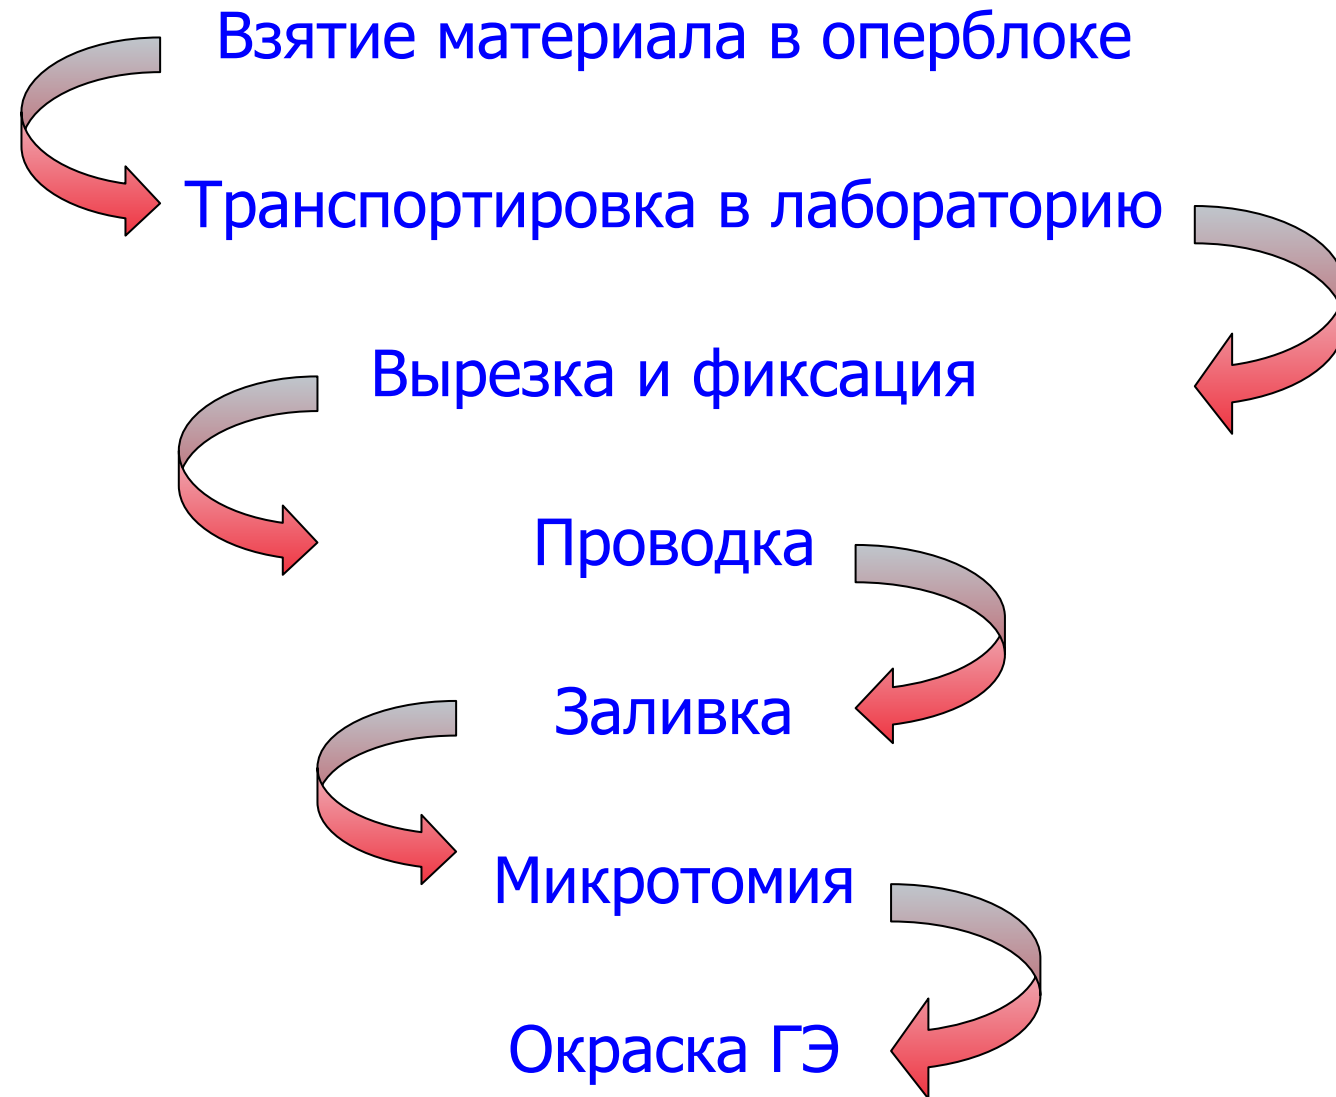 Взятие материала в оперблоке
Транспортировка в лабораторию
Вырезка и фиксация
Проводка
Заливка
Микротомия
Окраска ГЭ